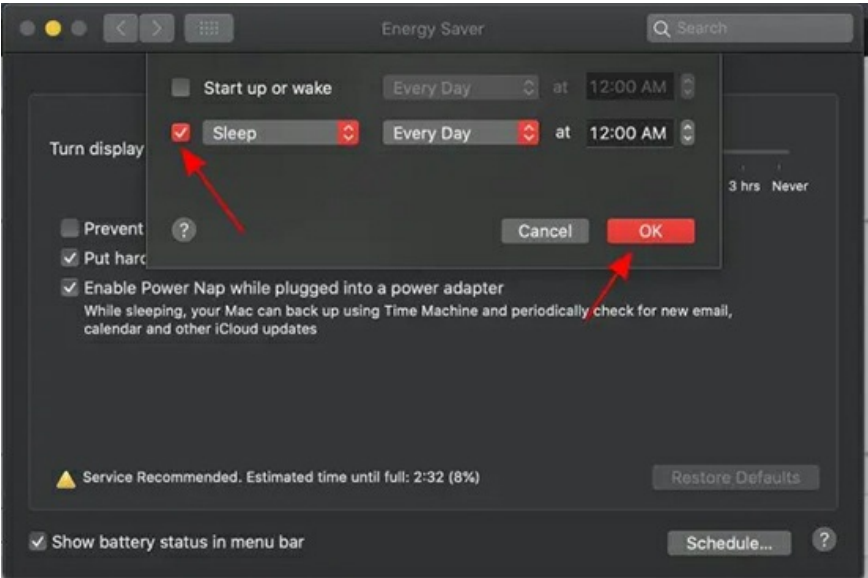 Energy Saver
Search
Start up or wake Every Day at 12:00 AM
Sleep Every Day at 12:00 AM
Turn display
3 hrs Never
? Cancel OK
Prevent
Put hard
Enable Power Nap while plugged into a power adapter
While sleeping, your Mac can back up using Time Machine and periodically check for new email,
calendar and other iCloud updates
Service Recommended. Estimated time until full: 2:32 (8%)
Restore Defaults
Show battery status in menu bar
Schedule... ?